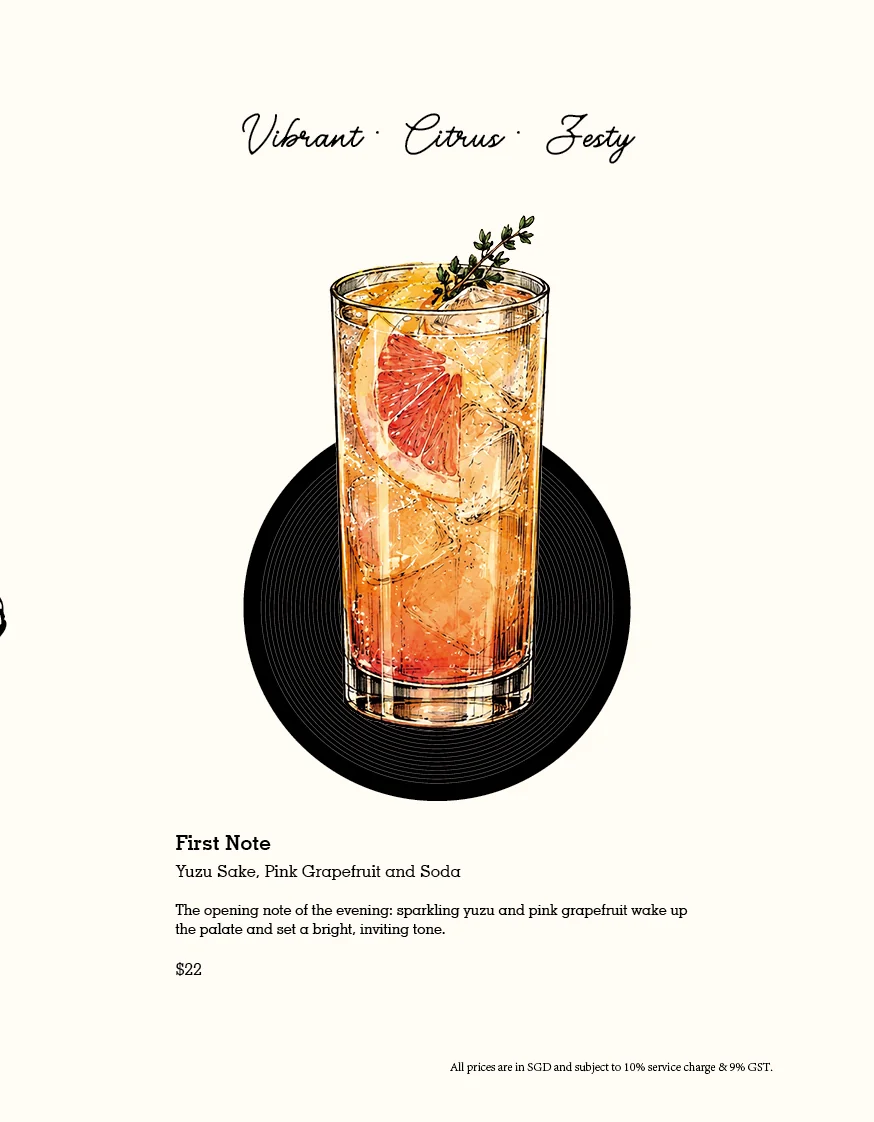 Vibrant · Citrus · Zesty
First Note
Yuzu Sake, Pink Grapefruit and Soda
The opening note of the evening: sparkling yuzu and pink grapefruit wake up
the palate and set a bright, inviting tone.
$22
All prices are in SGD and subject to 10% service charge & 9% GST.